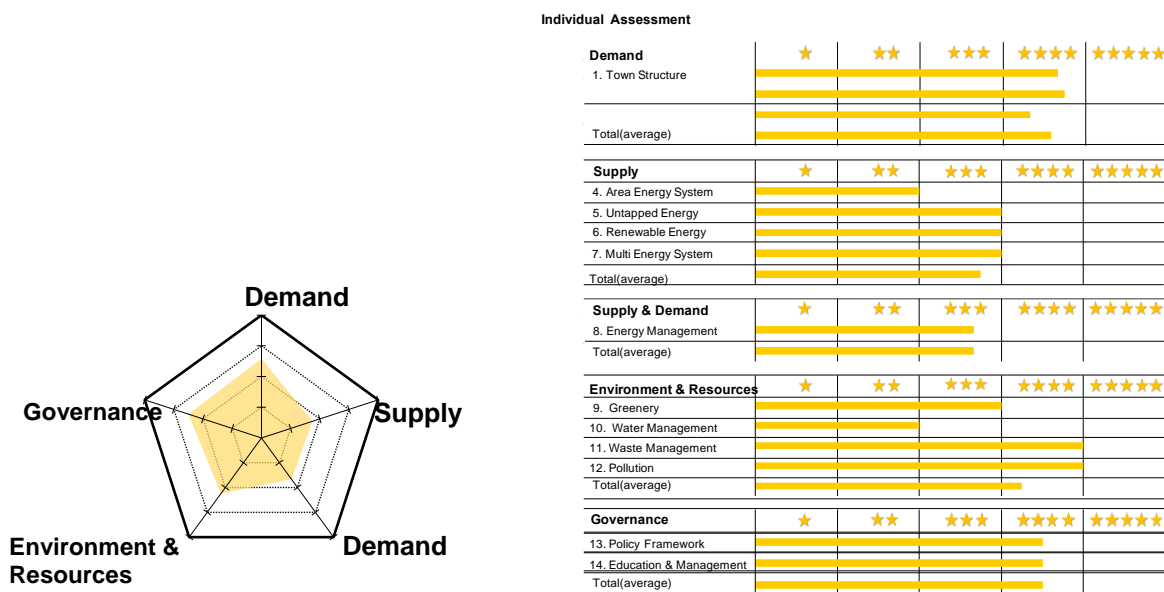 Individual Assessment
Demand ★ ★★ ★★★ ★★★★ ★★★★★
1. Town Structure
Total(average)
Supply ★ ★★ ★★★ ★★★★ ★★★★★
4. Area Energy System
5. Untapped Energy
6. Renewable Energy
7. Multi Energy System
Total(average)
Supply & Demand ★ ★★ ★★★ ★★★★ ★★★★★
8. Energy Management
Total(average)
Environment & Resources ★ ★★ ★★★ ★★★★ ★★★★★
9. Greenery
10. Water Management
11. Waste Management
12. Pollution
Total(average)
Governance ★ ★★ ★★★ ★★★★ ★★★★★
13. Policy Framework
14. Education & Management
Total(average)
Demand
Governance
Supply
Environment &
Resources
Demand